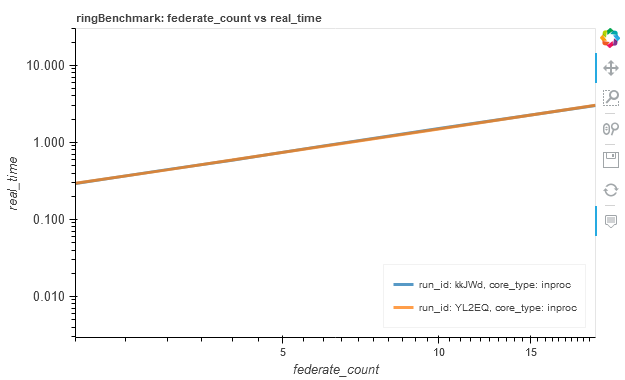 ringBenchmark: federate_count vs real_time
10.000
1.000
0.100
0.010
real_time
run_id: kkJWd, core_type: inproc
run_id: YL2EQ, core_type: inproc
5
10
15
federate_count